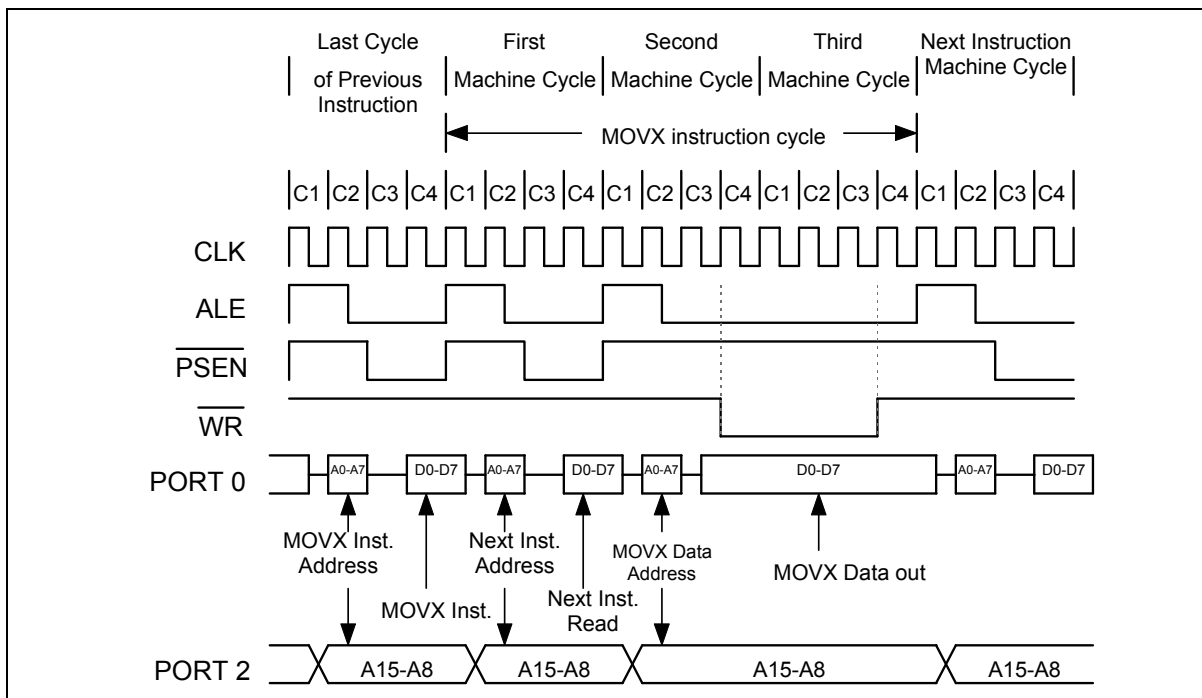 Last Cycle
of Previous
Instruction
First
Machine Cycle
Second
Machine Cycle
Third
Machine Cycle
Next Instruction
Machine Cycle
MOVX instruction cycle
C1 C2 C3 C4 C1 C2 C3 C4 C1 C2 C3 C4 C1 C2 C3 C4 C1 C2 C3 C4
CLK
ALE
PSEN
WR
PORT 0
A0-A7 D0-D7 A0-A7 D0-D7 A0-A7 D0-D7 A0-A7 D0-D7
MOVX Inst.
Address
MOVX Inst.
Next Inst.
Address
Next Inst.
Read
MOVX Data
Address
MOVX Data out
PORT 2
A15-A8 A15-A8 A15-A8 A15-A8